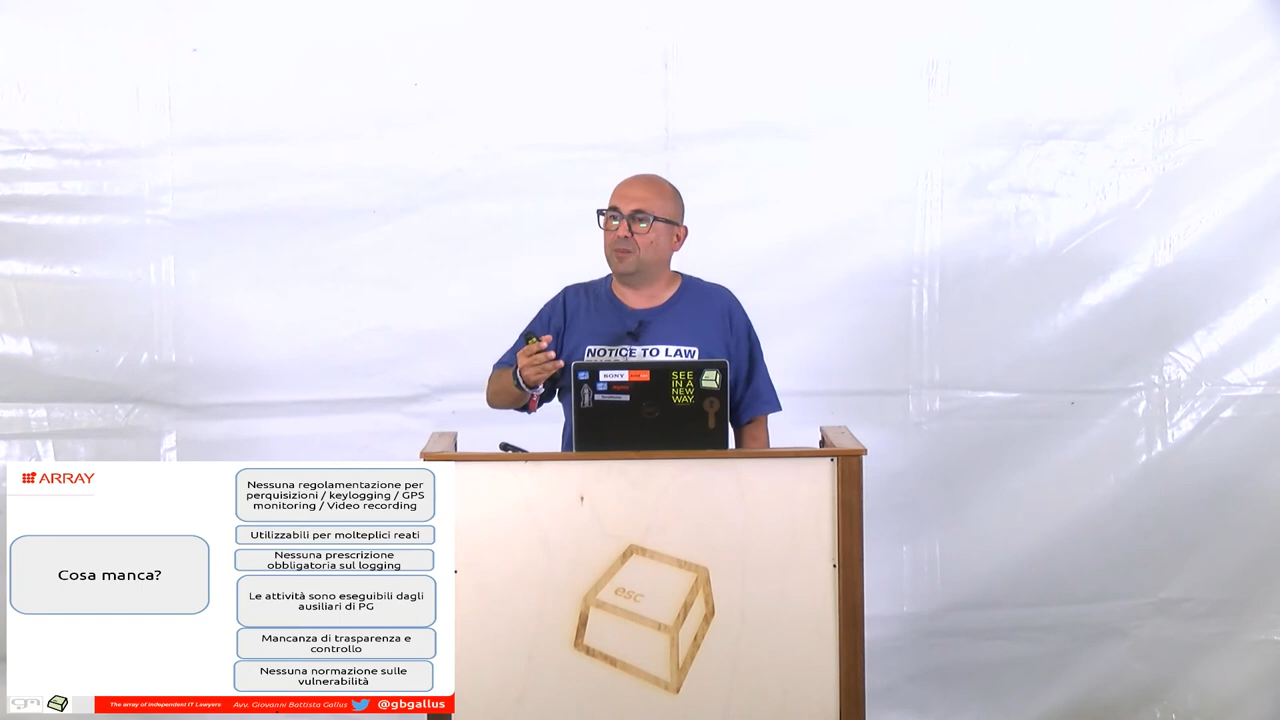 NOTICE TO LAW
SONY
SEE
IN A
NEW
WAY.
esc
ARRAY
Cosa manca?
Nessuna regolamentazione per
perquisizioni / keylogging / GPS
monitoring / Video recording
Utilizzabili per molteplici reati
Nessuna prescrizione
obbligatoria sul logging
Le attività sono eseguibili dagli
ausiliari di PG
Mancanza di trasparenza e
controllo
Nessuna normazione sulle
vulnerabilità
The array of independent IT Lawyers
Avv. Giovanni Battista Gallus
@gbgallus